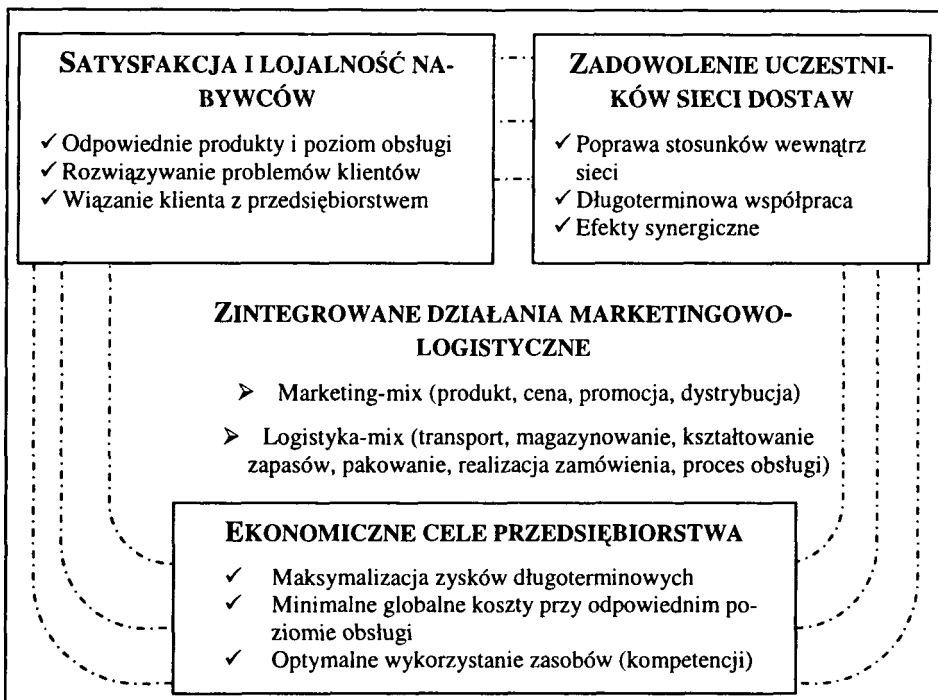 SATYSFAKCJA I LOJALNOŚĆ NA-
BYWCÓW
✓ Odpowiednie produkty i poziom obsługi
✓ Rozwiązywanie problemów klientów
✓ Wiązanie klienta z przedsiębiorstwem
ZADOWOLENIE UCZESTNI-
KÓW SIECI DOSTAW
✓ Poprawa stosunków wewnątrz
sieci
✓ Długoterminowa współpraca
✓ Efekty synergiczne
ZINTEGROWANE DZIAŁANIA MARKETINGOWO-
LOGISTYCZNE
➢ Marketing-mix (produkt, cena, promocja, dystrybucja)
➢ Logistyka-mix (transport, magazynowanie, kształtowanie
zapasów, pakowanie, realizacja zamówienia, proces obsługi)
EKONOMICZNE CELE PRZEDSIĘBIORSTWA
✓ Maksymalizacja zysków długoterminowych
✓ Minimalne globalne koszty przy odpowiednim po-
ziomie obsługi
✓ Optymalne wykorzystanie zasobów (kompetencji)